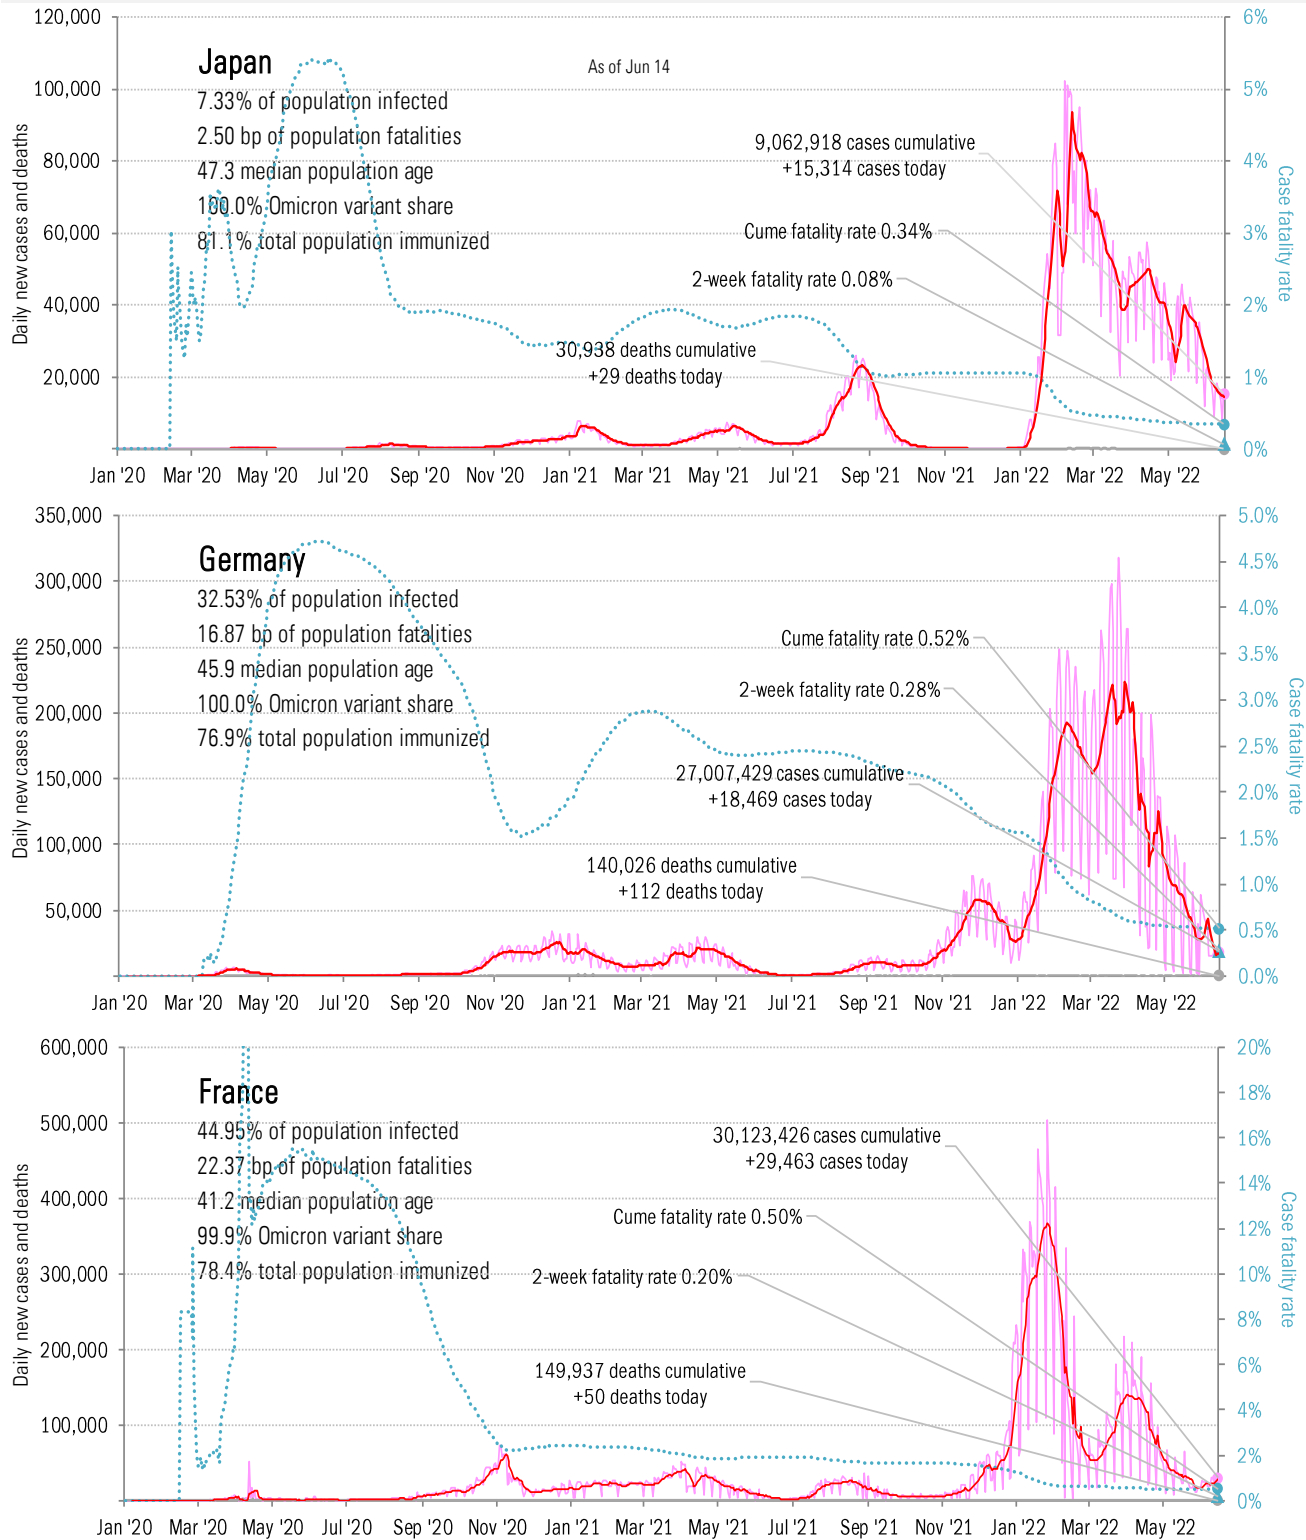 120,000
6%
Japan
As of Jun 14
100,000
5%
7.33% of population infected
2.50 bp of population fatalities
9,062,918 cases cumulative
+15,314 cases today
80,000
4%
47.3 median population age
100.0% Omicron variant share
60,000
3%
Cume fatality rate 0.34%
81.1% total population immunized
2-week fatality rate 0.08%
40,000
2%
30,938 deaths cumulative
+29 deaths today
20,000
1%
0%
Daily new cases and deaths
Case fatality rate
Jan '20 Mar '20 May '20 Jul '20 Sep '20 Nov '20 Jan '21 Mar '21 May '21 Jul '21 Sep '21 Nov '21 Jan '22 Mar '22 May '22
350,000
5.0%
Germany
4.5%
300,000
32.53% of population infected
4.0%
16.87 bp of population fatalities
Cume fatality rate 0.52%
250,000
3.5%
45.9 median population age
2-week fatality rate 0.28%
100.0% Omicron variant share
3.0%
200,000
76.9% total population immunized
2.5%
150,000
27,007,429 cases cumulative
+18,469 cases today
2.0%
100,000
1.5%
140,026 deaths cumulative
+112 deaths today
1.0%
50,000
0.5%
0.0%
Daily new cases and deaths
Case fatality rate
Jan '20 Mar '20 May '20 Jul '20 Sep '20 Nov '20 Jan '21 Mar '21 May '21 Jul '21 Sep '21 Nov '21 Jan '22 Mar '22 May '22
600,000
20%
France
18%
500,000
44.95% of population infected
30,123,426 cases cumulative
+29,463 cases today
16%
22.37 bp of population fatalities
14%
400,000
41.2 median population age
Cume fatality rate 0.50%
12%
99.9% Omicron variant share
300,000
78.4% total population immunized
2-week fatality rate 0.20%
10%
8%
200,000
149,937 deaths cumulative
+50 deaths today
6%
4%
100,000
2%
0%
Daily new cases and deaths
Case fatality rate
Jan '20 Mar '20 May '20 Jul '20 Sep '20 Nov '20 Jan '21 Mar '21 May '21 Jul '21 Sep '21 Nov '21 Jan '22 Mar '22 May '22